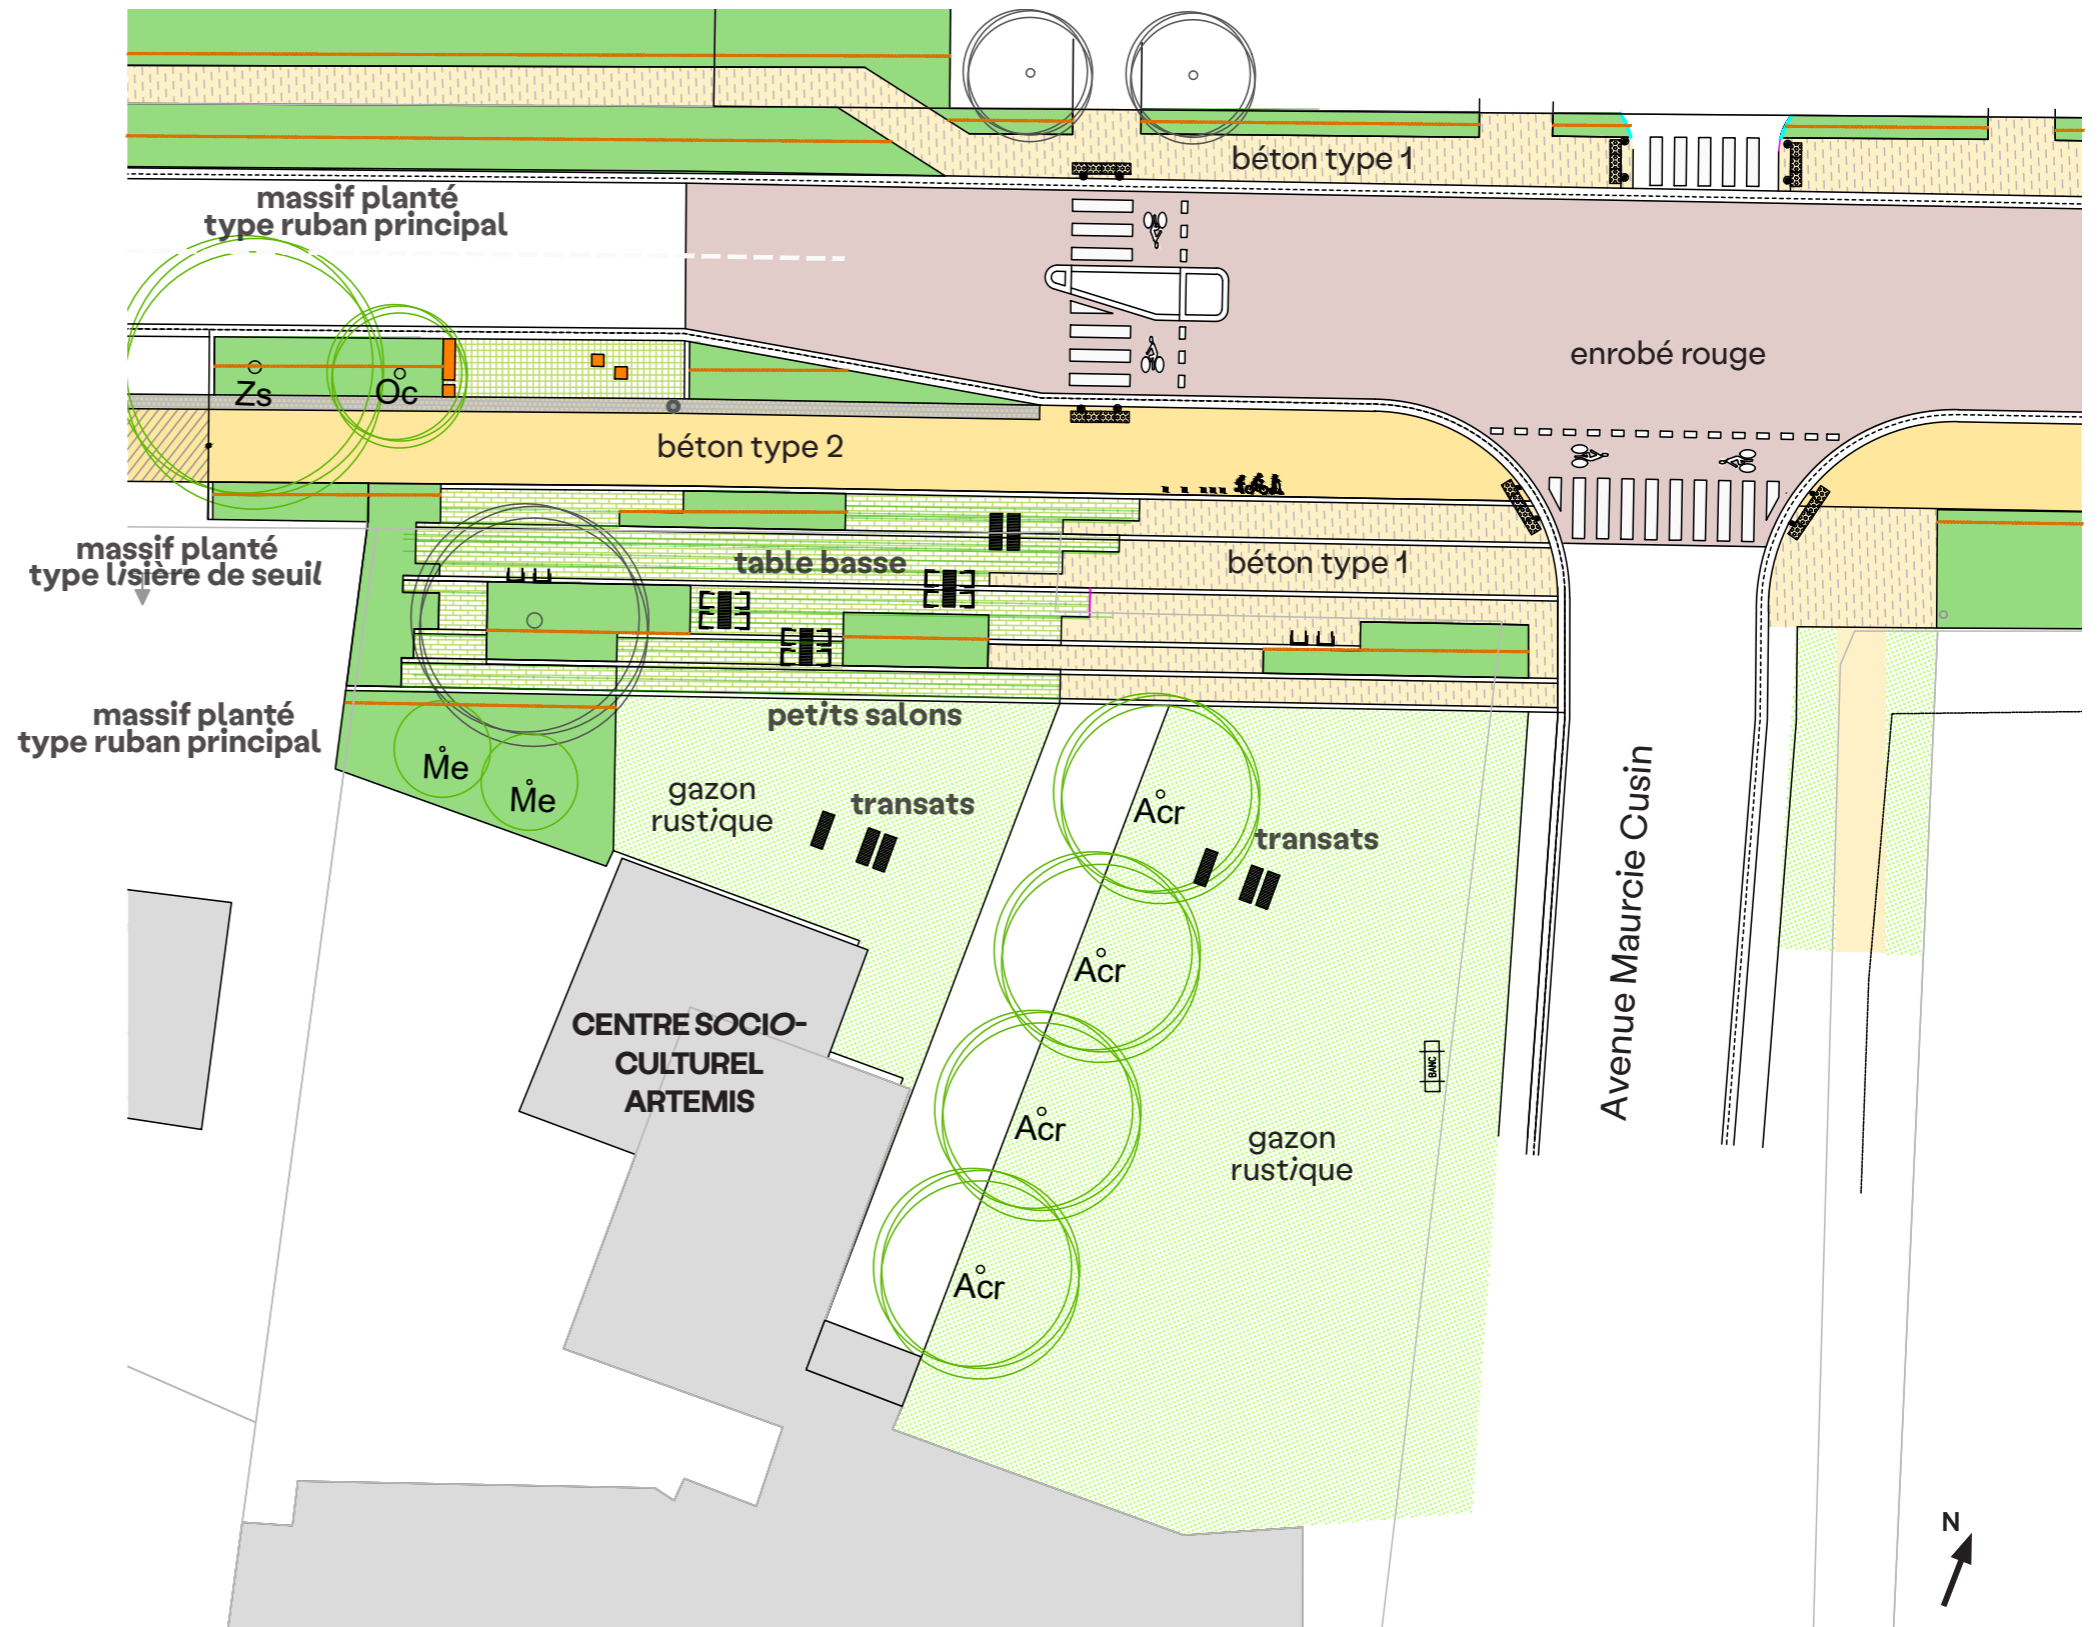 béton type 1
massif planté
type ruban principal
enrobé rouge
Zs
Oc
béton type 2
massif planté
type lisière de seuil
table basse
béton type 1
massif planté
type ruban principal
petits salons
Me
Me
gazon
rustique
transats
Acr
transats
Acr
CENTRE SOCIO-
CULTUREL
ARTEMIS
Acr
BANC
Avenue Maurcie Cusin
gazon
rustique
Acr
N